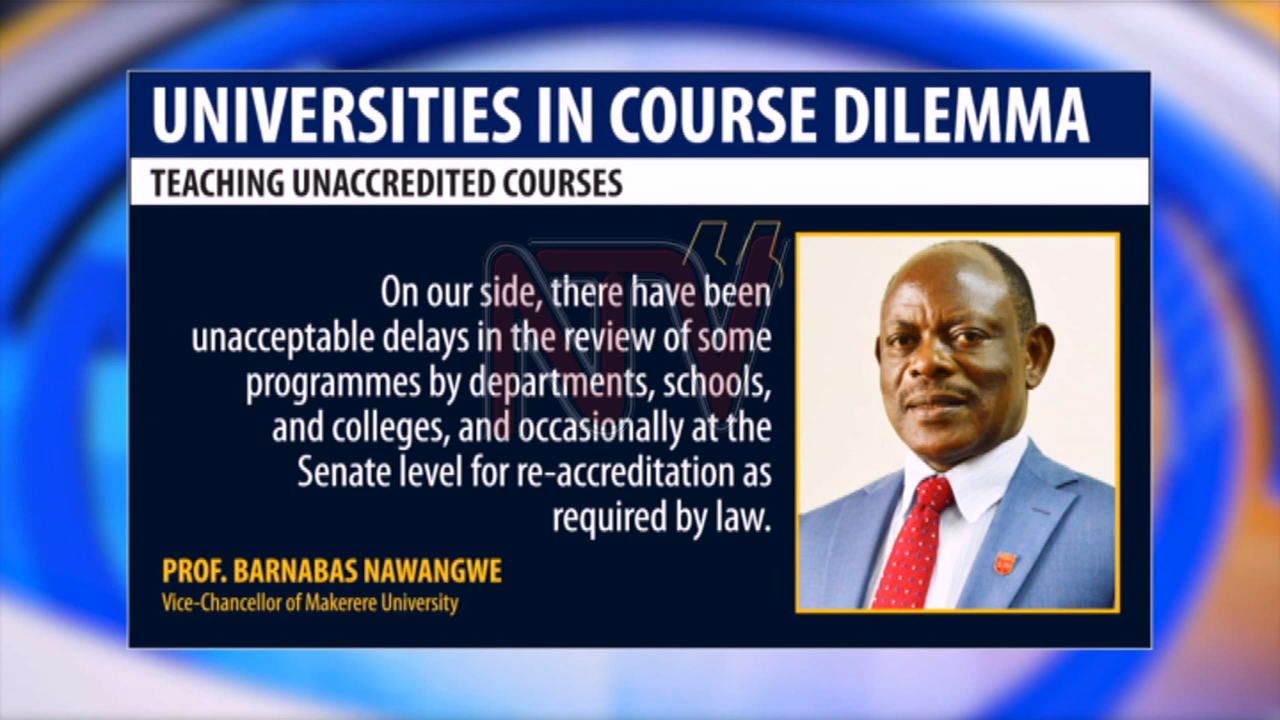 UNIVERSITIES IN COURSE DILEMMA
TEACHING UNACCREDITED COURSES
NTV
On our side, there have been
unacceptable delays in the review of some
programmes by departments, schools,
and colleges, and occasionally at the
Senate level for re-accreditation as
required by law.
PROF. BARNABAS NAWANGWE
Vice-Chancellor of Makerere University